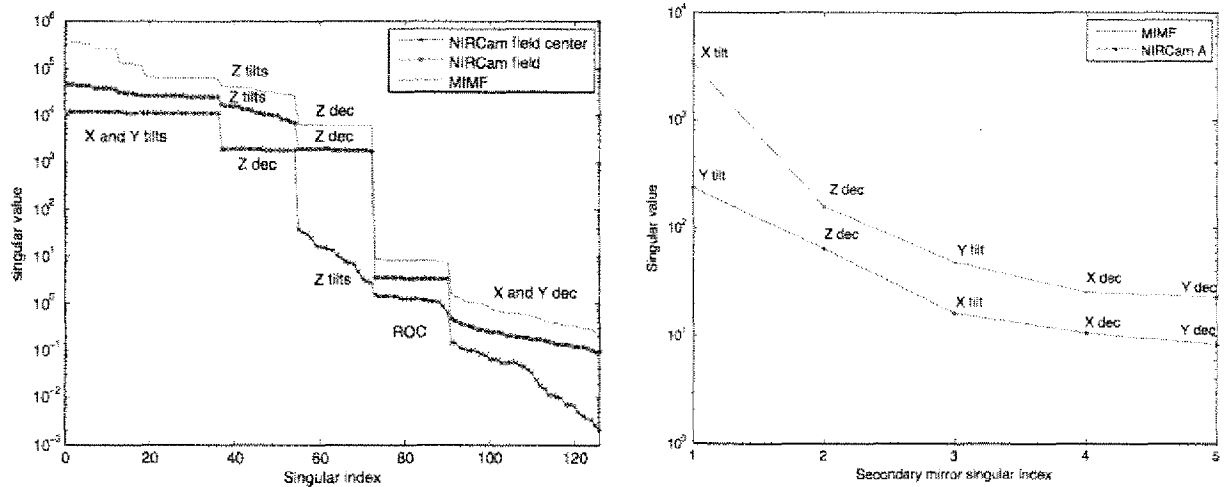 10^6
10^5
10^4
10^3
10^2
10^1
10^0
10^-1
10^-2
10^-3
singular value
NIRCam field center
NIRCam field
MIMF
Z tilts
Z tilts
X and Y tilts
Z dec
Z dec
Z dec
Z tilts
X and Y dec
ROC
0 20 40 60 80 100 120
Singular index
10^4
10^3
10^2
10^1
10^0
Singular value
MIMF
NIRCam A
X tilt
Y tilt
Z dec
Z dec
Y tilt
X tilt
X dec
Y dec
X dec
Y dec
1 2 3 4 5
Secondary mirror singular index